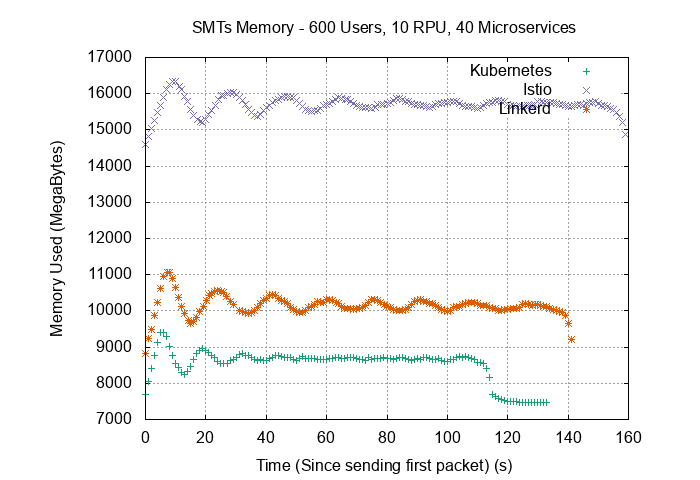 SMTs Memory - 600 Users, 10 RPU, 40 Microservices
17000
16000
15000
14000
13000
12000
11000
10000
9000
8000
7000
Memory Used (MegaBytes)
Kubernetes
Istio
Linkerd
0 20 40 60 80 100 120 140 160
Time (Since sending first packet) (s)